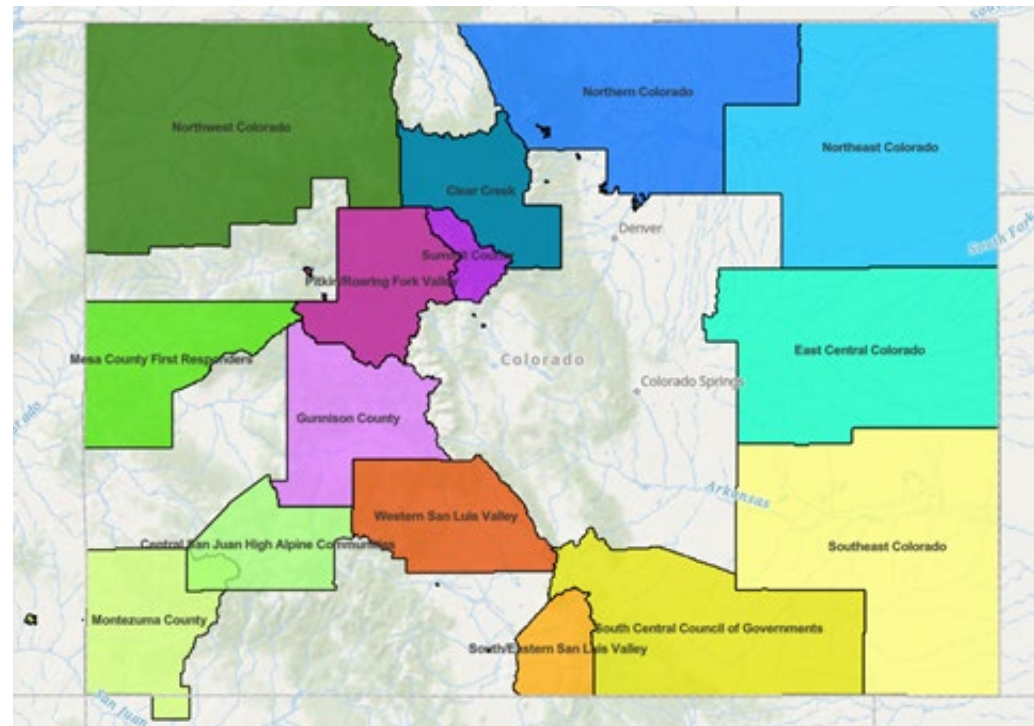 Northern Colorado
Northwest Colorado
Northeast Colorado
Clear Creek
Denver
Pitkin/Roaring Fork Valley
Colorado
East Central Colorado
Mesa County First Responders
Colorado Springs
Gunnison County
Arkansas
Western San Luis Valley
Central San Juan High Alpine Communities
Southeast Colorado
Montezuma County
South Central Council of Governments
South/Eastern San Luis Valley
San Juan